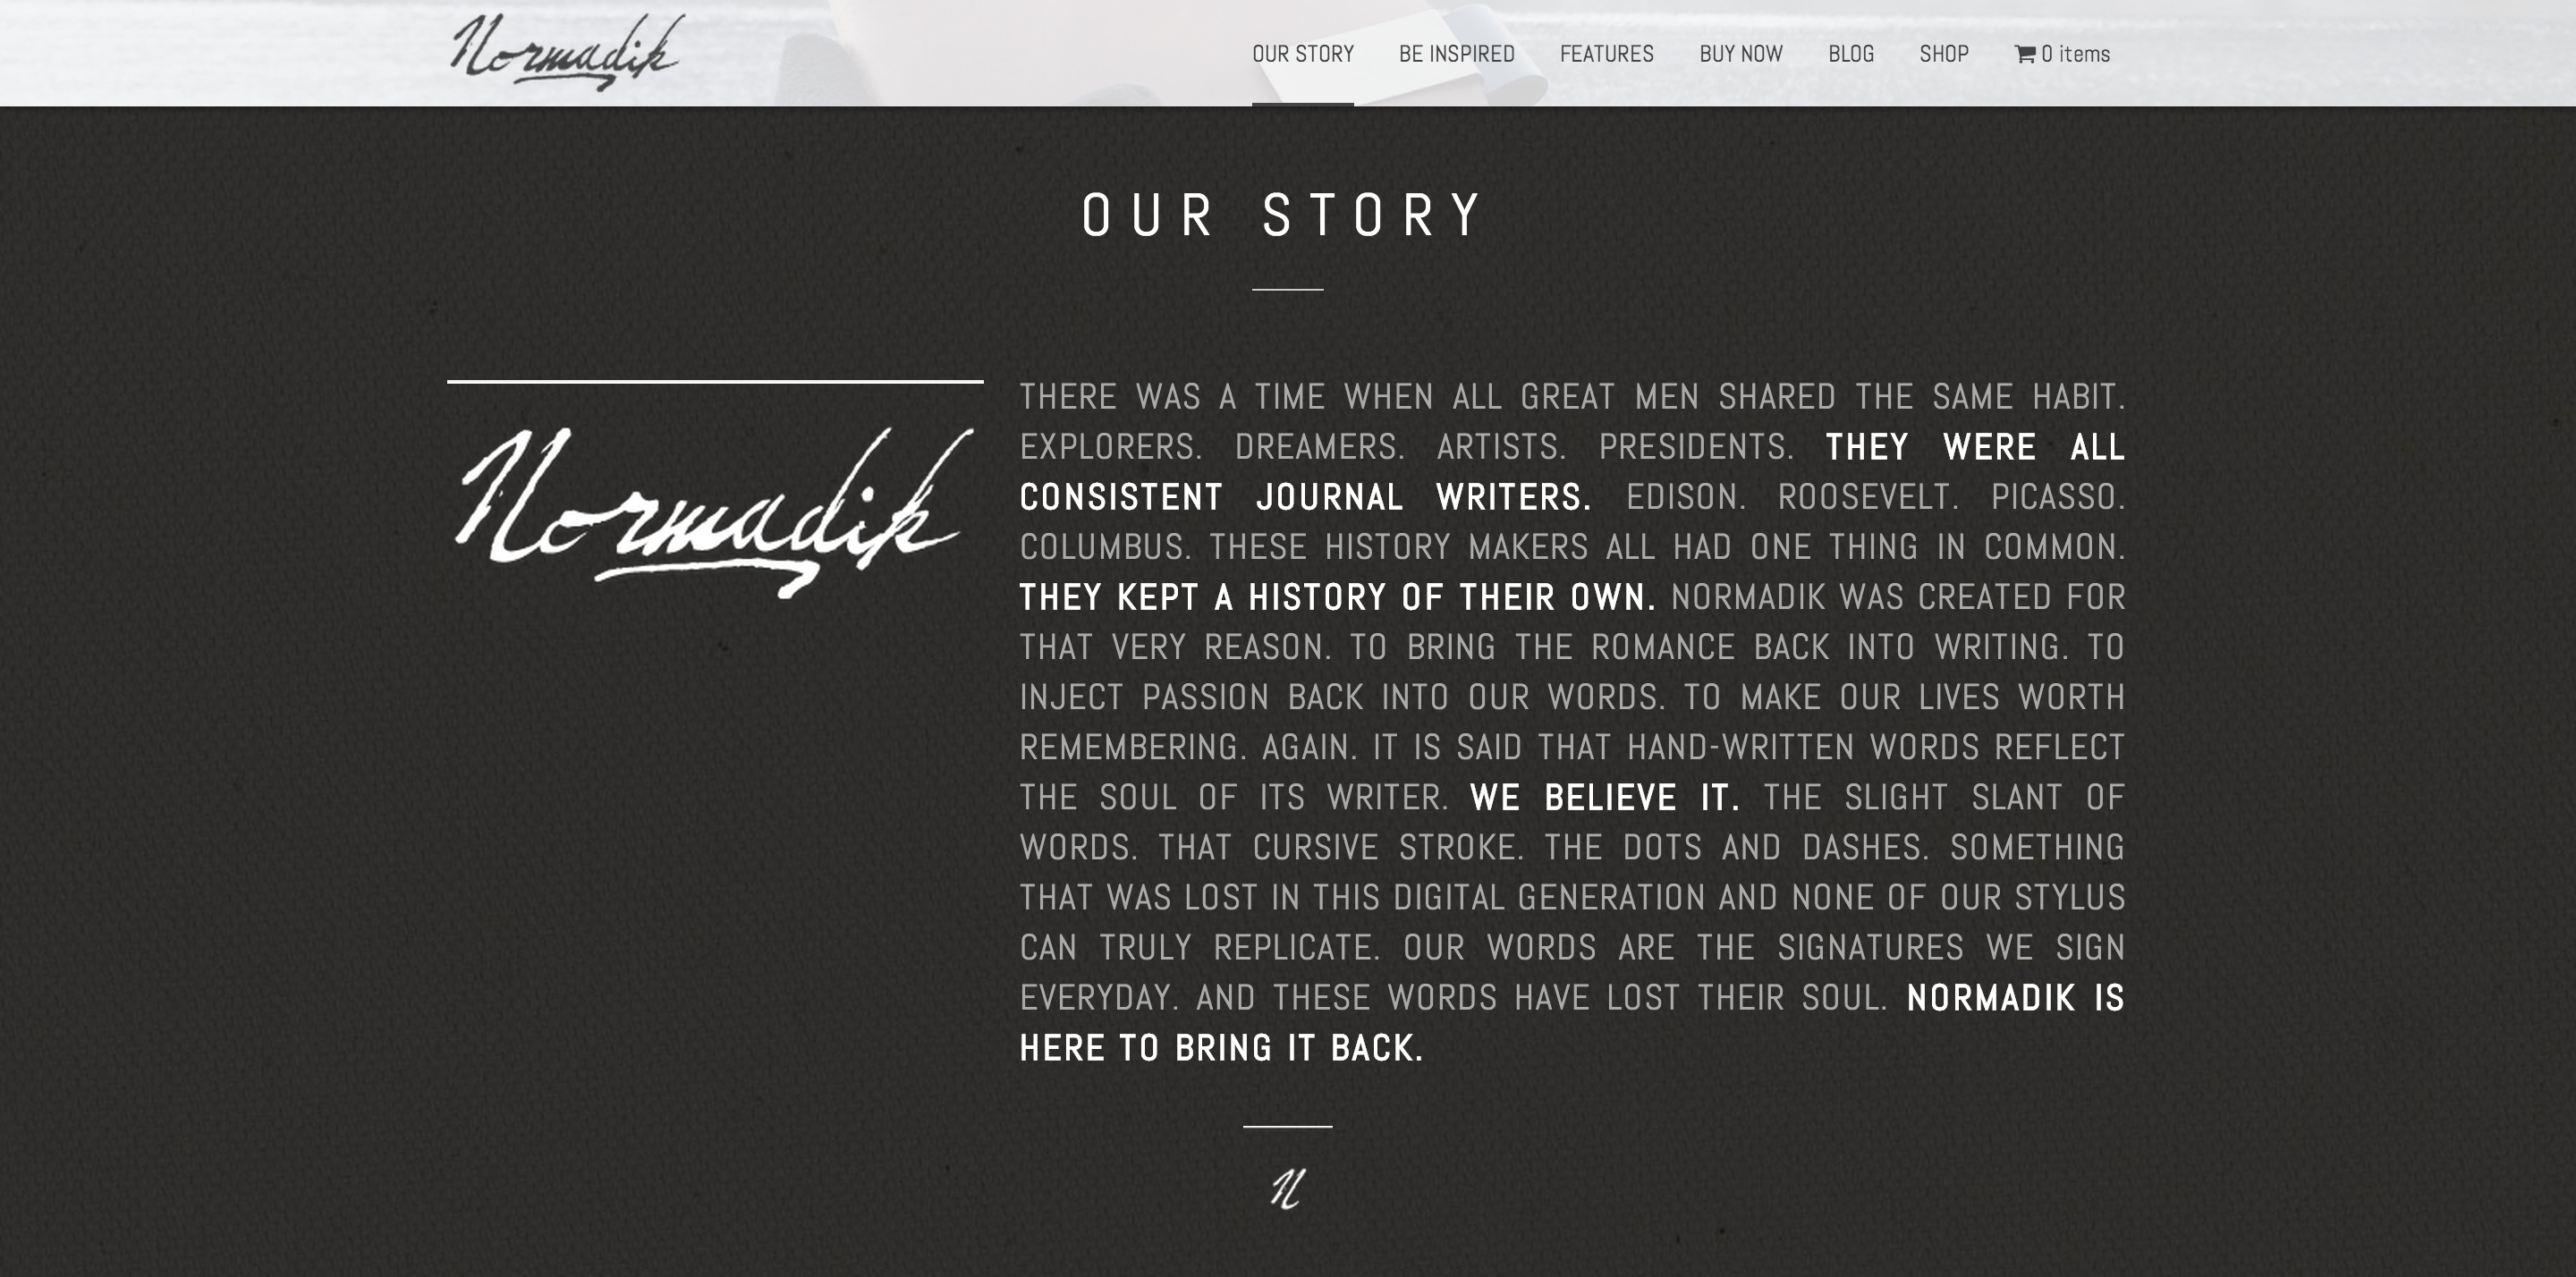 Normadik
OUR STORY
BE INSPIRED
FEATURES
BUY NOW
BLOG
SHOP
0 items
OUR STORY
Normadik
THERE WAS A TIME WHEN ALL GREAT MEN SHARED THE SAME HABIT.
EXPLORERS. DREAMERS. ARTISTS. PRESIDENTS. THEY WERE ALL
CONSISTENT JOURNAL WRITERS. EDISON. ROOSEVELT. PICASSO.
COLUMBUS. THESE HISTORY MAKERS ALL HAD ONE THING IN COMMON.
THEY KEPT A HISTORY OF THEIR OWN. NORMADIK WAS CREATED FOR
THAT VERY REASON. TO BRING THE ROMANCE BACK INTO WRITING. TO
INJECT PASSION BACK INTO OUR WORDS. TO MAKE OUR LIVES WORTH
REMEMBERING. AGAIN. IT IS SAID THAT HAND-WRITTEN WORDS REFLECT
THE SOUL OF ITS WRITER. WE BELIEVE IT. THE SLIGHT SLANT OF
WORDS. THAT CURSIVE STROKE. THE DOTS AND DASHES. SOMETHING
THAT WAS LOST IN THIS DIGITAL GENERATION AND NONE OF OUR STYLUS
CAN TRULY REPLICATE. OUR WORDS ARE THE SIGNATURES WE SIGN
EVERYDAY. AND THESE WORDS HAVE LOST THEIR SOUL. NORMADIK IS
HERE TO BRING IT BACK.
N